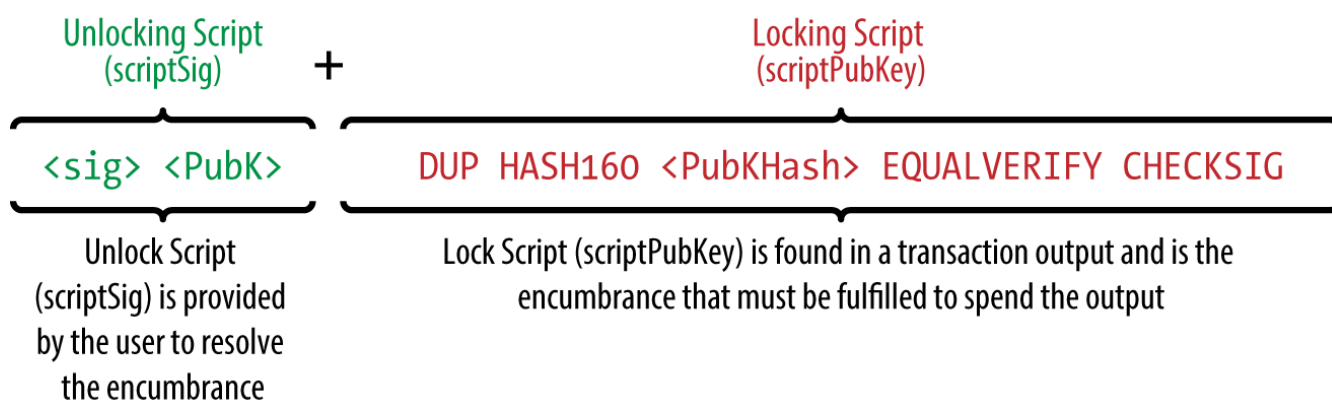 Unlocking Script
(scriptSig)
+
Locking Script
(scriptPubKey)
<sig> <PubK>
DUP HASH160 <PubKHash> EQUALVERIFY CHECKSIG
Unlock Script
(scriptSig) is provided
by the user to resolve
the encumbrance
Lock Script (scriptPubKey) is found in a transaction output and is the
encumbrance that must be fulfilled to spend the output